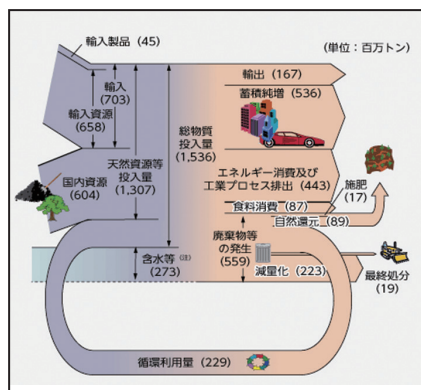 輸入製品 (45)
(単位:百万トン)
輸入
(703)
輸出 (167)
輸入資源
(658)
蓄積純増 (536)
総物質
投入量
(1,536)
天然資源等
投入量
(1,307)
国内資源
(604)
エネルギー消費及び
工業プロセス排出 (443)
施肥
(17)
食料消費 (87)
自然還元 (89)
廃棄物等
の発生
(559)
含水等(注)
(273)
減量化 (223)
最終処分
(19)
循環利用量 (229)